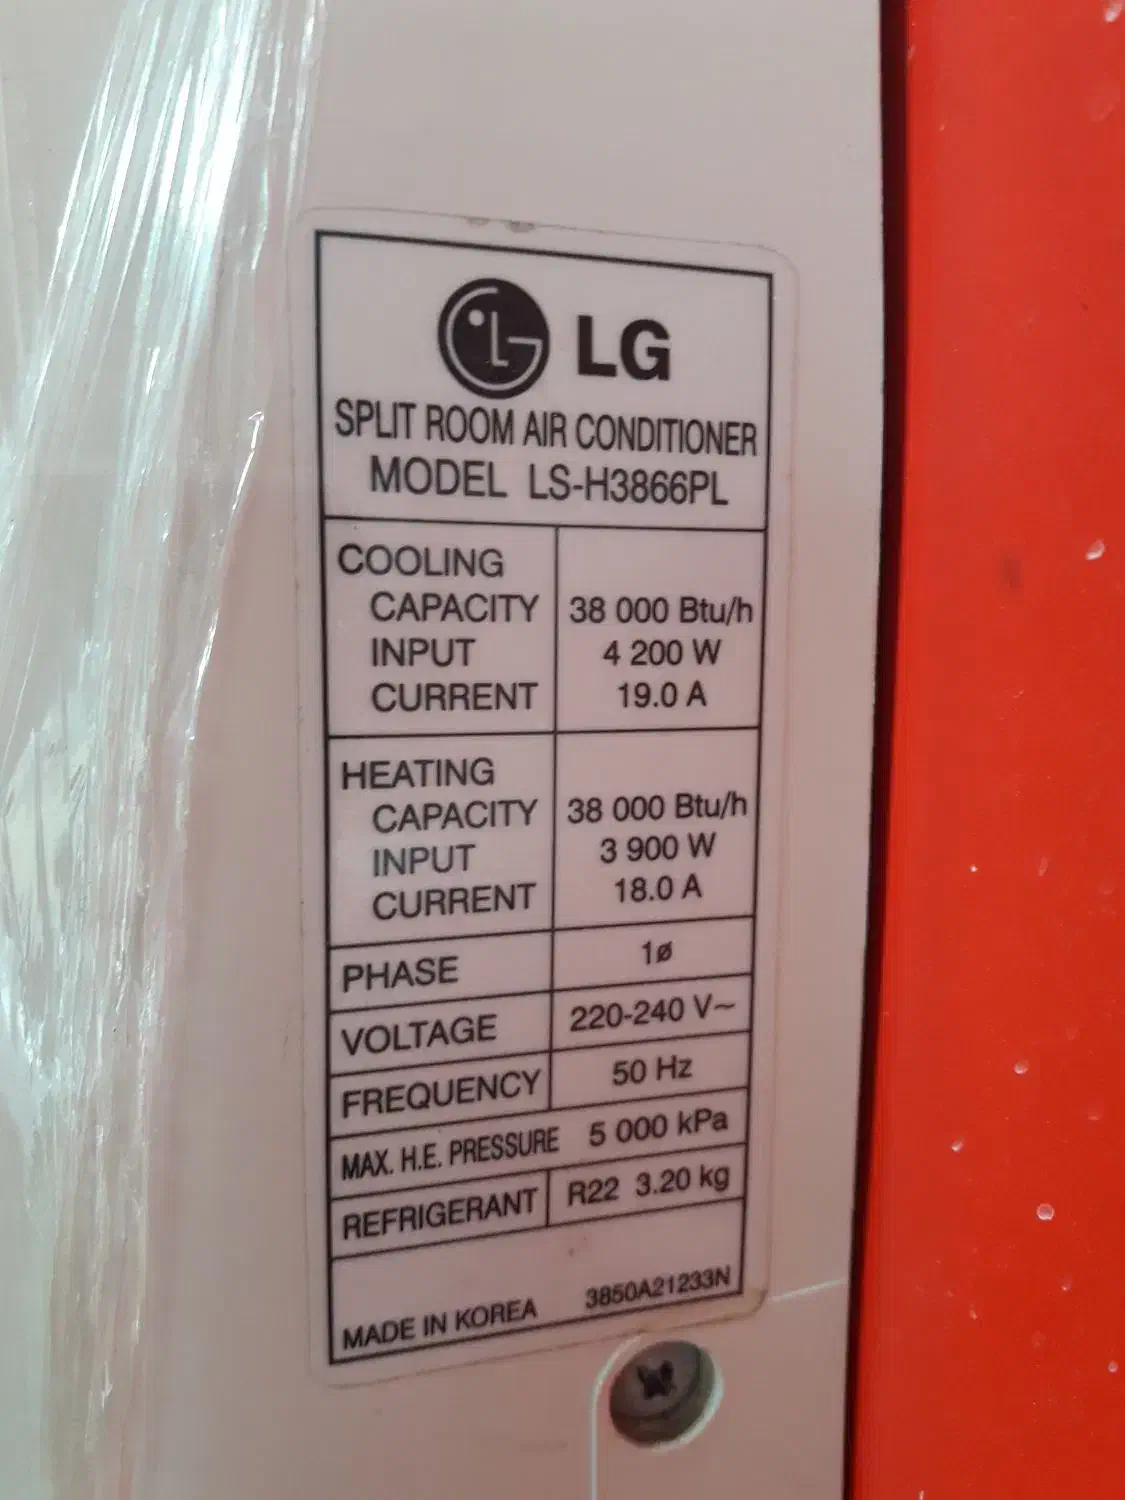 LG LG
SPLIT ROOM AIR CONDITIONER
MODEL LS-H3866PL
COOLING
CAPACITY 38 000 Btu/h
INPUT 4 200 W
CURRENT 19.0 A
HEATING
CAPACITY 38 000 Btu/h
INPUT 3 900 W
CURRENT 18.0 A
PHASE 1ø
VOLTAGE 220-240 V~
FREQUENCY 50 Hz
MAX. H.E. PRESSURE 5 000 kPa
REFRIGERANT R22 3.20 kg
MADE IN KOREA 3850A21233N